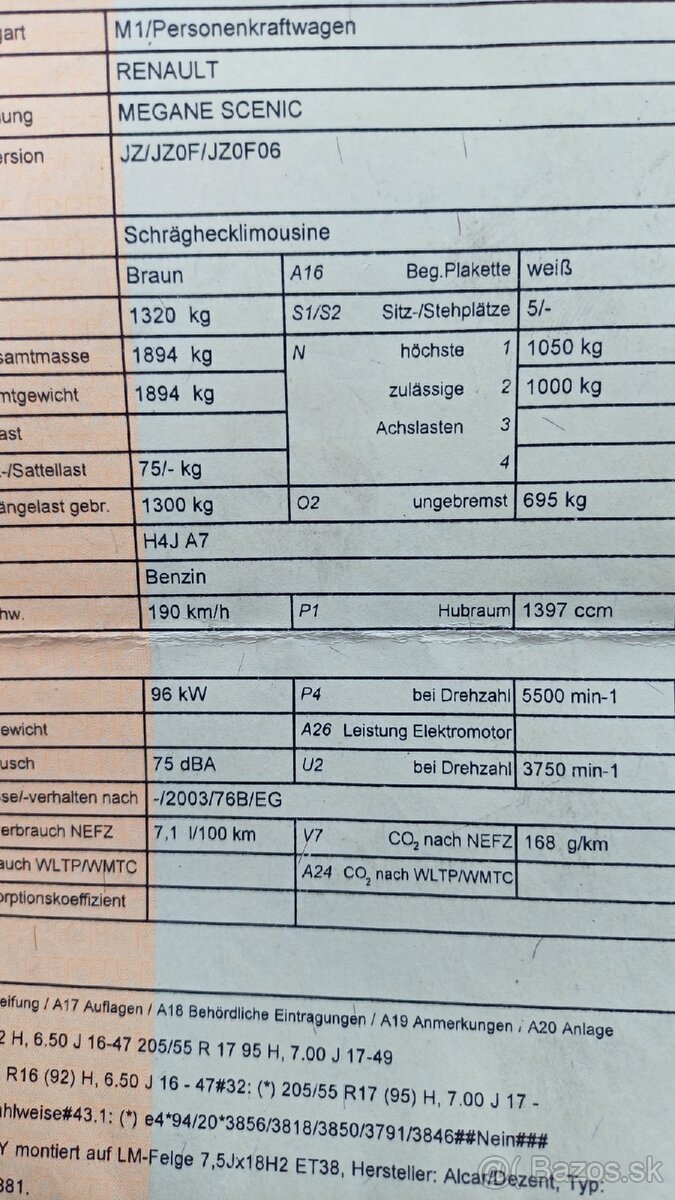 gart M1/Personenkraftwagen
RENAULT
nung MEGANE SCENIC
ersion JZ/JZ0F/JZ0F06
Schräghecklimousine
Braun A16 Beg.Plakette weiß
1320 kg S1/S2 Sitz-/Stehplätze 5/-
samtmasse 1894 kg N höchste 1 1050 kg
mtgewicht 1894 kg zulässige 2 1000 kg
ast Achslasten 3
-/Sattellast 75/- kg 4
ängelast gebr. 1300 kg O2 ungebremst 695 kg
H4J A7
Benzin
hw. 190 km/h P1 Hubraum 1397 ccm
96 kW P4 bei Drehzahl 5500 min-1
ewicht A26 Leistung Elektromotor
usch 75 dBA U2 bei Drehzahl 3750 min-1
sse/-verhalten nach -/2003/76B/EG
erbrauch NEFZ 7,1 l/100 km V7 CO2 nach NEFZ 168 g/km
auch WLTP/WMTC A24 CO2 nach WLTP/WMTC
orptionskoeffizient
eifung / A17 Auflagen / A18 Behördliche Eintragungen / A19 Anmerkungen / A20 Anlage
2 H, 6.50 J 16-47 205/55 R 17 95 H, 7.00 J 17-49
R16 (92) H, 6.50 J 16 - 47#32: (*) 205/55 R17 (95) H, 7.00 J 17 -
ahlweise#43.1: (*) e4*94/20*3856/3818/3850/3791/3846##Nein###
Y montiert auf LM-Felge 7,5Jx18H2 ET38, Hersteller: Alcar/Dezent, Typ:
381.
Bazos.sk